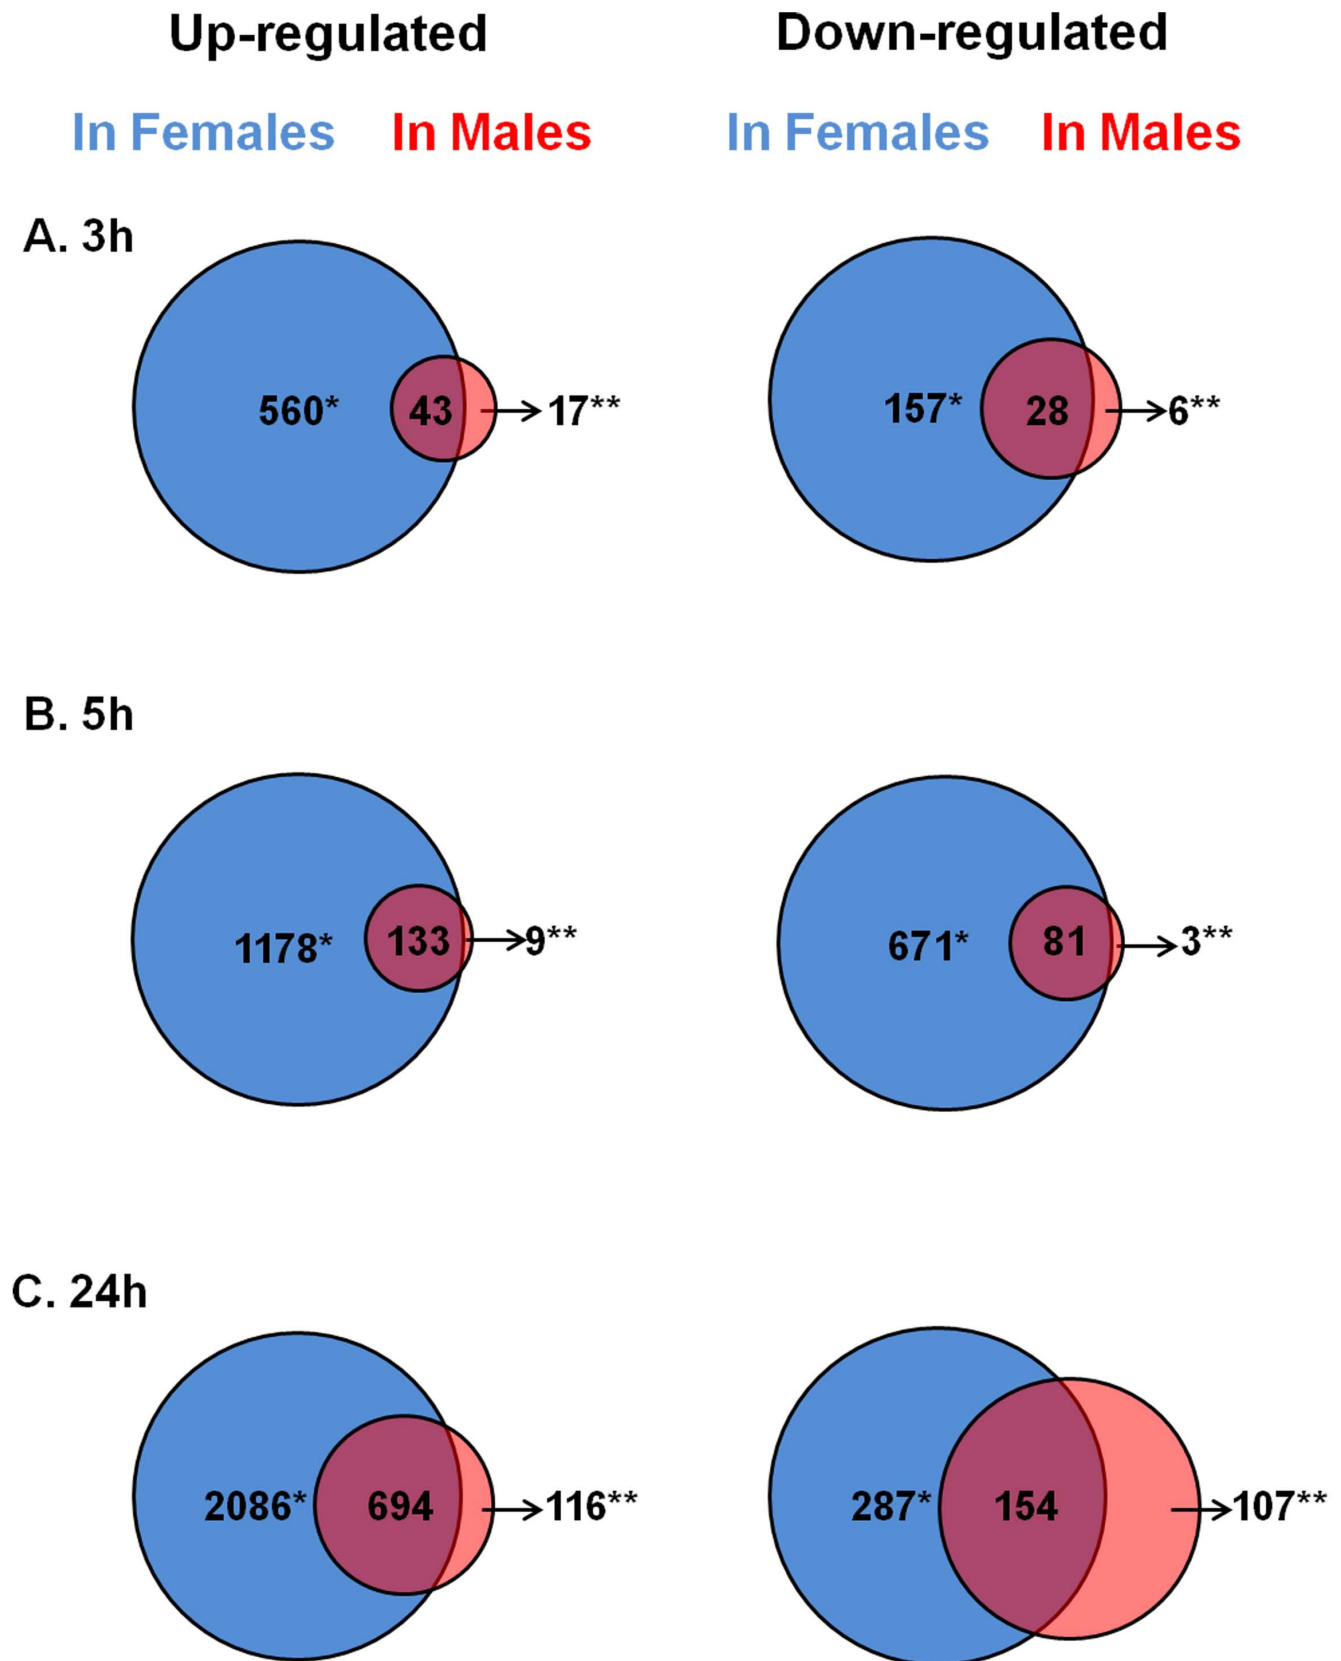 Up-regulated Down-regulated
In Females In Males In Females In Males
A. 3h
560* 43 17** 157* 28 6**
B. 5h
1178* 133 9** 671* 81 3**
C. 24h
2086* 694 116** 287* 154 107**